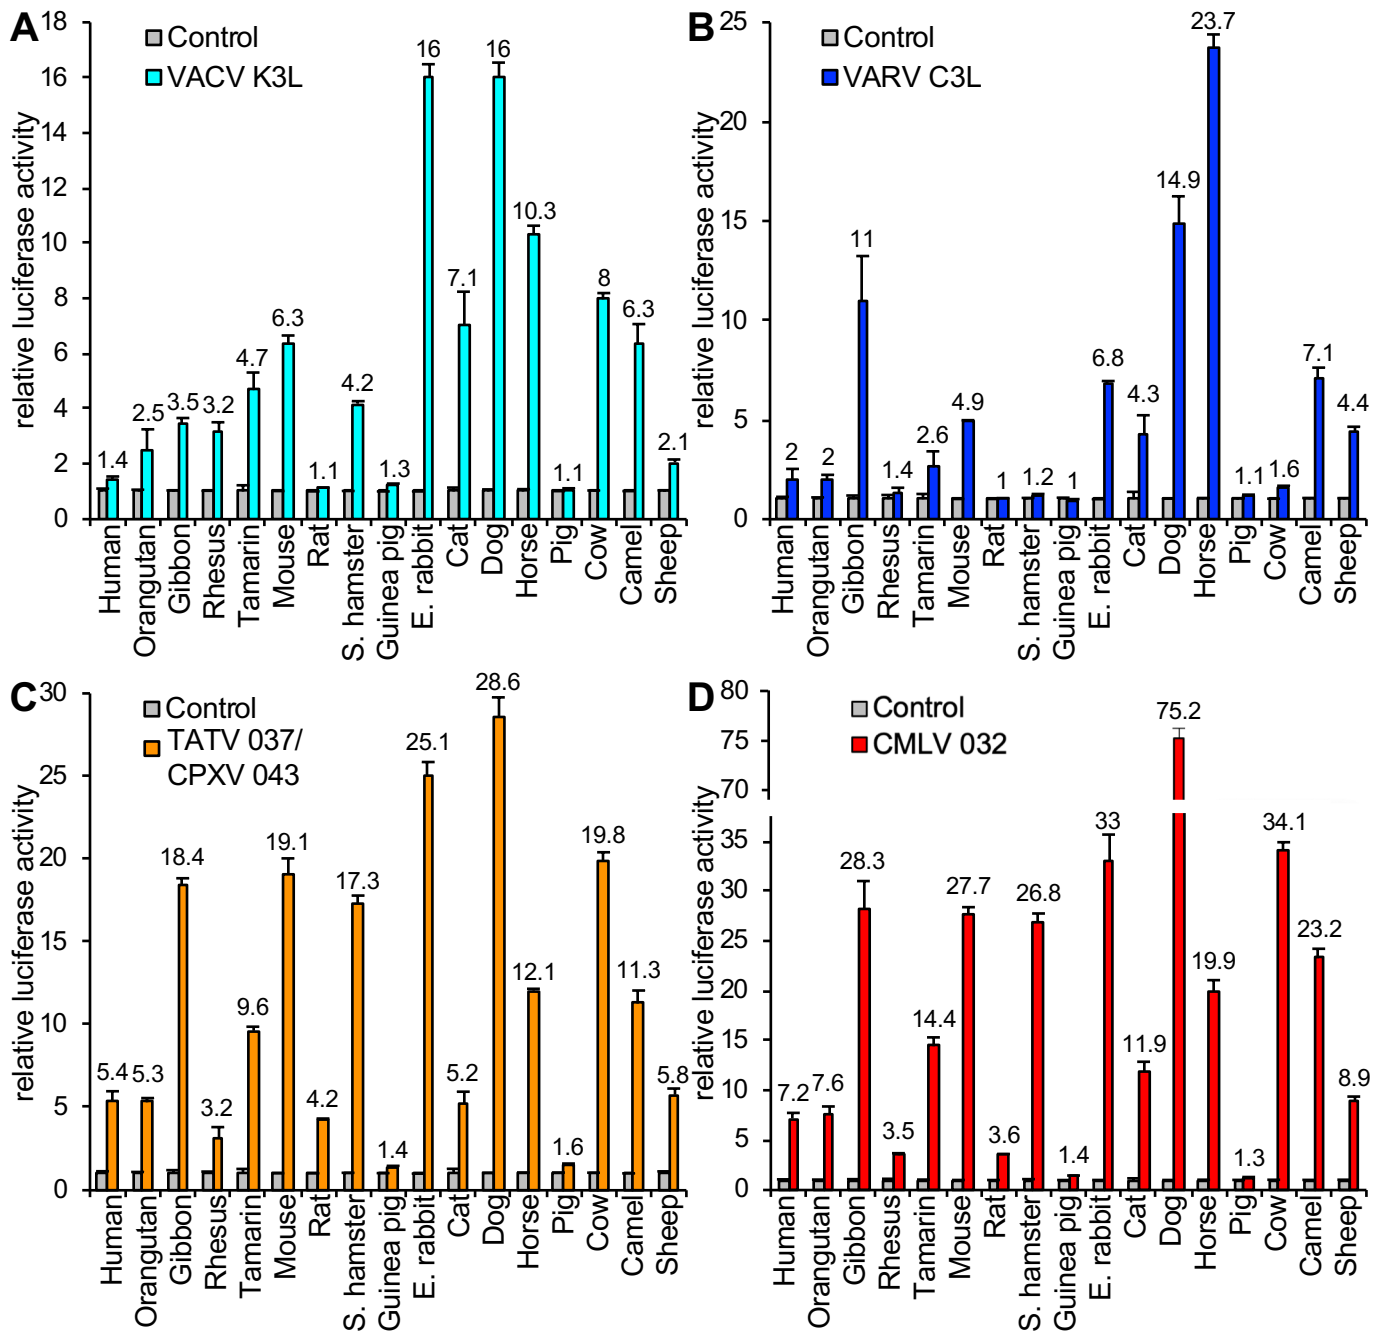 A
18
16
14
12
10
8
6
4
2
0
relative luciferase activity
Control
VACV K3L
1.4
2.5
3.5
3.2
4.7
6.3
1.1
4.2
1.3
16
7.1
16
10.3
1.1
8
6.3
2.1
Human
Orangutan
Gibbon
Rhesus
Tamarin
Mouse
Rat
S. hamster
Guinea pig
E. rabbit
Cat
Dog
Horse
Pig
Cow
Camel
Sheep
B
25
20
15
10
5
0
relative luciferase activity
Control
VARV C3L
2
2
11
1.4
2.6
4.9
1
1.2
1
6.8
4.3
14.9
23.7
1.1
1.6
7.1
4.4
Human
Orangutan
Gibbon
Rhesus
Tamarin
Mouse
Rat
S. hamster
Guinea pig
E. rabbit
Cat
Dog
Horse
Pig
Cow
Camel
Sheep
C
30
25
20
15
10
5
0
relative luciferase activity
Control
TATV 037/
CPXV 043
5.4
5.3
18.4
3.2
9.6
19.1
4.2
17.3
1.4
25.1
5.2
28.6
12.1
1.6
19.8
11.3
5.8
Human
Orangutan
Gibbon
Rhesus
Tamarin
Mouse
Rat
S. hamster
Guinea pig
E. rabbit
Cat
Dog
Horse
Pig
Cow
Camel
Sheep
D
80
75
70
35
30
25
20
15
10
5
0
relative luciferase activity
Control
CMLV 032
7.2
7.6
28.3
3.5
14.4
27.7
3.6
26.8
1.4
33
11.9
75.2
19.9
1.3
34.1
23.2
8.9
Human
Orangutan
Gibbon
Rhesus
Tamarin
Mouse
Rat
S. hamster
Guinea pig
E. rabbit
Cat
Dog
Horse
Pig
Cow
Camel
Sheep